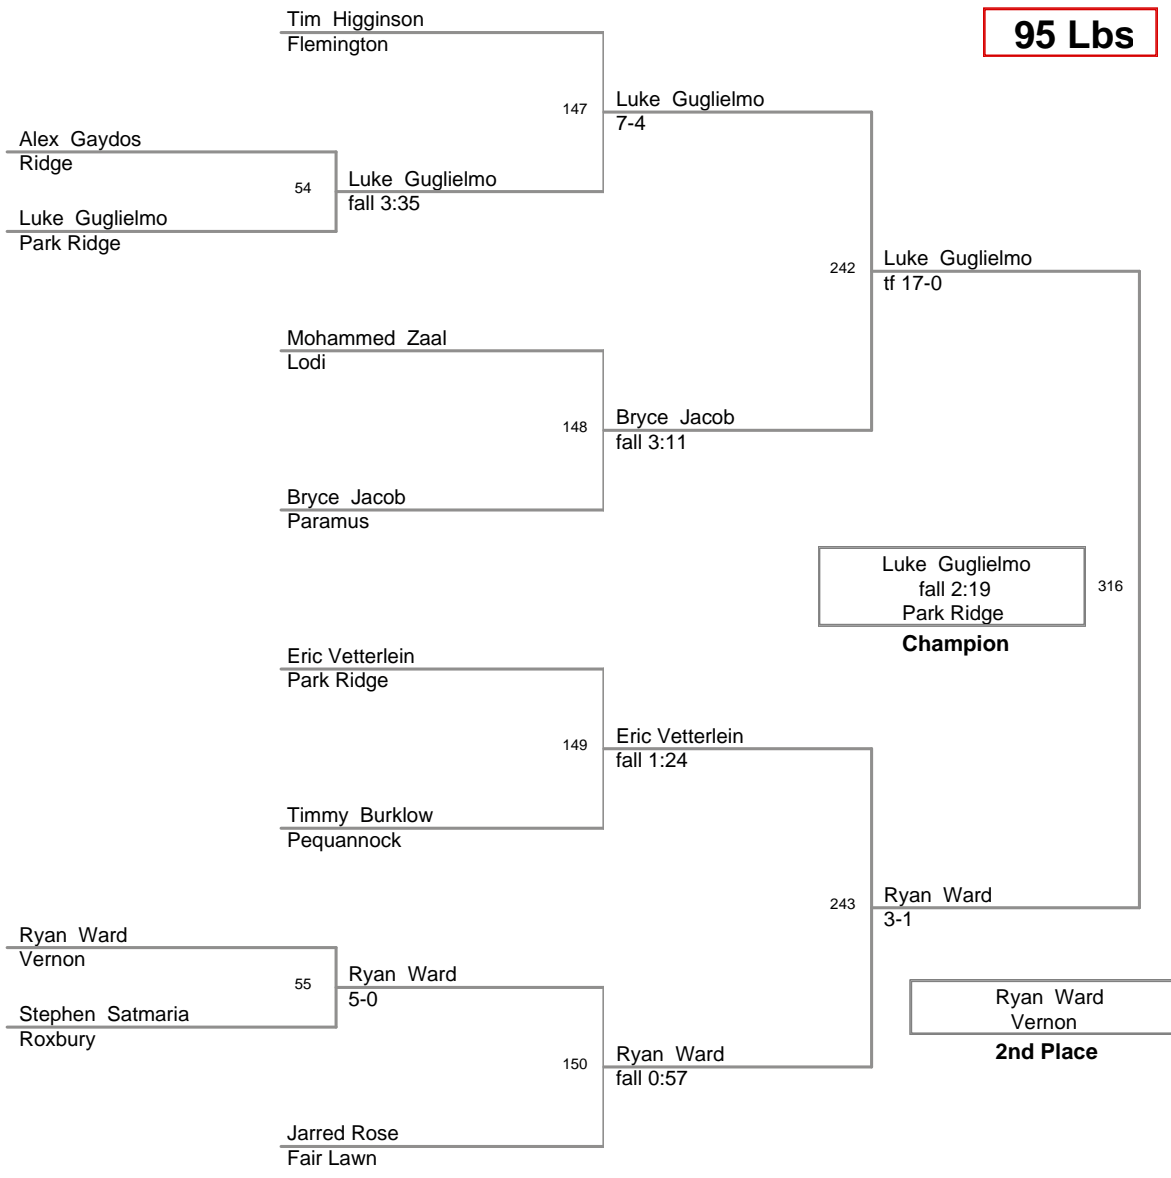 Tim Higginson
Flemington
95 Lbs
147
Luke Guglielmo
7-4
Alex Gaydos
Ridge
54
Luke Guglielmo
fall 3:35
Luke Guglielmo
Park Ridge
242
Luke Guglielmo
tf 17-0
Mohammed Zaal
Lodi
148
Bryce Jacob
fall 3:11
Bryce Jacob
Paramus
Luke Guglielmo
fall 2:19
Park Ridge
316
Champion
Eric Vetterlein
Park Ridge
149
Eric Vetterlein
fall 1:24
Timmy Burklow
Pequannock
243
Ryan Ward
3-1
Ryan Ward
Vernon
55
Ryan Ward
5-0
Stephen Satmaria
Roxbury
Ryan Ward
Vernon
2nd Place
150
Ryan Ward
fall 0:57
Jarred Rose
Fair Lawn